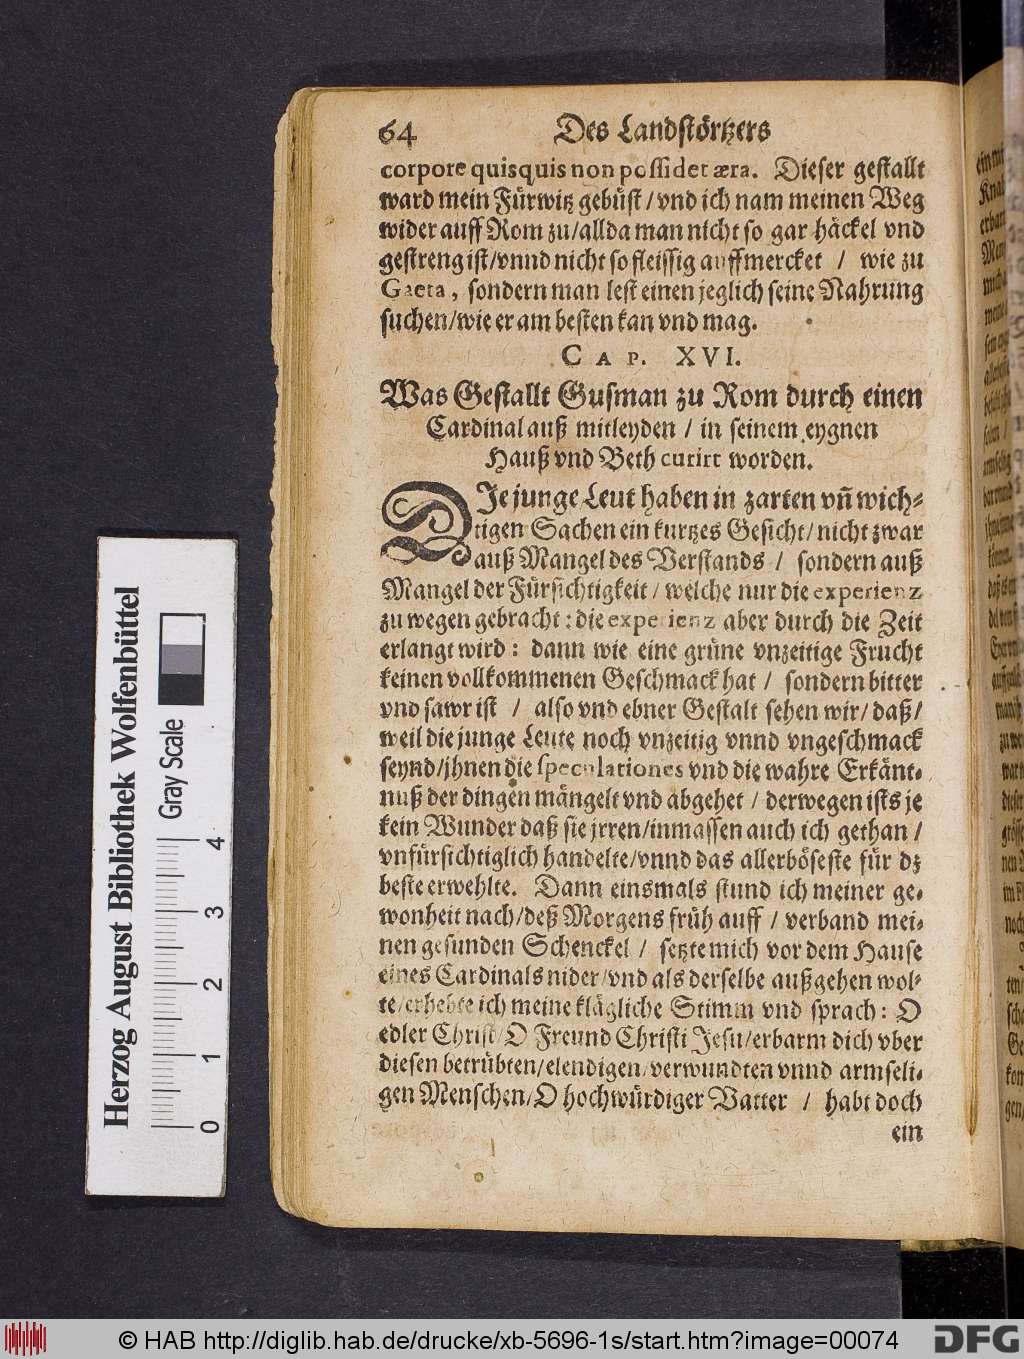 64 Des Landstörtzers
corpore quisquis non possidet æra. Dieser gestallt
ward mein Fürwitz gebüst / vnd ich nam meinen Weg
wider auff Rom zu / allda man nicht so gar häckel vnd
gestreng ist / vnnd nicht so fleissig auffmercket / wie zu
Gaeta, sondern man lest einen jeglich seine Nahrung
suchen / wie er am besten kan vnd mag.
CAP. XVI.
Was Gestallt Gusman zu Rom durch einen
Cardinal auß mitleyden / in seinem eygnen
Hauß vnd Beth curirt worden.
DIe junge Leut haben in zarten vñ wich-
tigen Sachen ein kurtzes Gesicht / nicht zwar
auß Mangel des Verstands / sondern auß
Mangel der Fürsichtigkeit / welche nur die experienz
zu wegen gebracht : die experienz aber durch die Zeit
erlangt wird : dann wie eine grüne vnzeitige Frucht
keinen vollkommenen Geschmack hat / sondern bitter
vnd sawr ist / also vnd ebner Gestalt sehen wir / daß /
weil die junge Leute noch vnzeitig vnnd vngeschmack
seynd / jhnen die speculationes vnd die wahre Erkänt-
nuß der dingen mängelt vnd abgehet / derwegen ists je
kein Wunder daß sie jrren / inmassen auch ich gethan /
vnfürsichtiglich handelte / vnnd das allerböseste für dz
beste erwehlte. Dann einsmals stund ich meiner ge-
wonheit nach / deß Morgens früh auff / verband mei-
nen gesunden Schenckel / setzte mich vor dem Hause
eines Cardinals nider / vnd als derselbe außgehen wol-
te / erhebte ich meine klägliche Stimm vnd sprach : O
edler Christ / O Freund Christi Jesu / erbarm dich vber
diesen betrübten / elendigen / verwundten vnnd armseli-
gen Menschen / O hochwürdiger Vatter / habt doch
ein
Herzog August Bibliothek Wolfenbüttel
Gray Scale
0 1 2 3 4
© HAB http://diglib.hab.de/drucke/xb-5696-1s/start.htm?image=00074
DFG